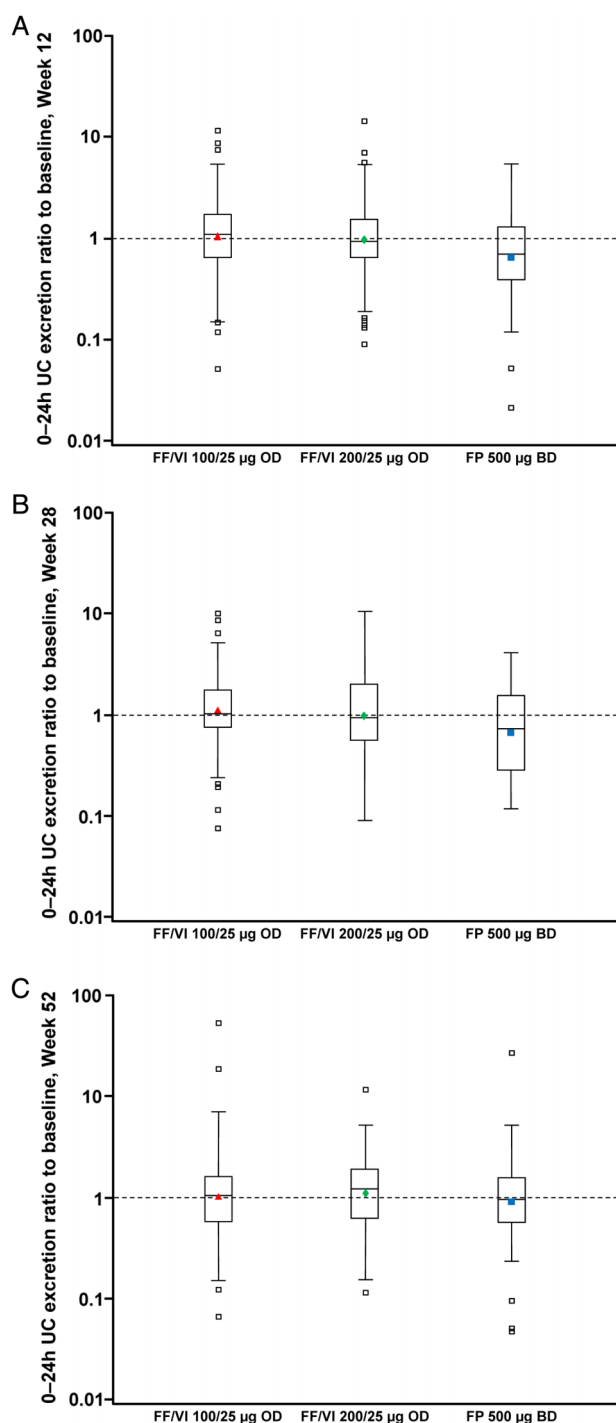 A
0–24h UC excretion ratio to baseline, Week 12
100
10
1
0.1
0.01
FF/VI 100/25 µg OD FF/VI 200/25 µg OD FP 500 µg BD
B
0–24h UC excretion ratio to baseline, Week 28
100
10
1
0.1
0.01
FF/VI 100/25 µg OD FF/VI 200/25 µg OD FP 500 µg BD
C
0–24h UC excretion ratio to baseline, Week 52
100
10
1
0.1
0.01
FF/VI 100/25 µg OD FF/VI 200/25 µg OD FP 500 µg BD